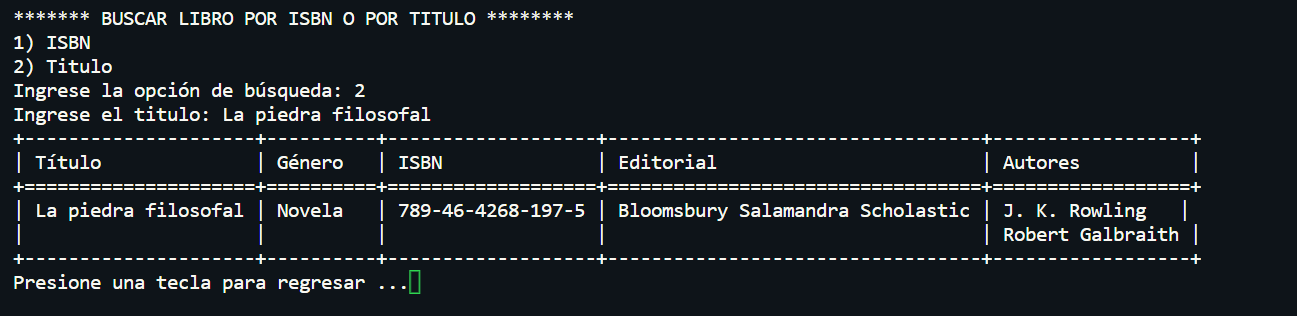 ******* BUSCAR LIBRO POR ISBN O POR TITULO ********
1) ISBN
2) Titulo
Ingrese la opción de búsqueda: 2
Ingrese el titulo: La piedra filosofal
+---------------------+----------+-------------------+----------------------------------+------------------+
| Título              | Género   | ISBN              | Editorial                        | Autores          |
+=====================+==========+===================+==================================+==================+
| La piedra filosofal | Novela   | 789-46-4268-197-5 | Bloomsbury Salamandra Scholastic | J. K. Rowling   |
|                     |          |                   |                                  | Robert Galbraith |
+---------------------+----------+-------------------+----------------------------------+------------------+
Presione una tecla para regresar ...